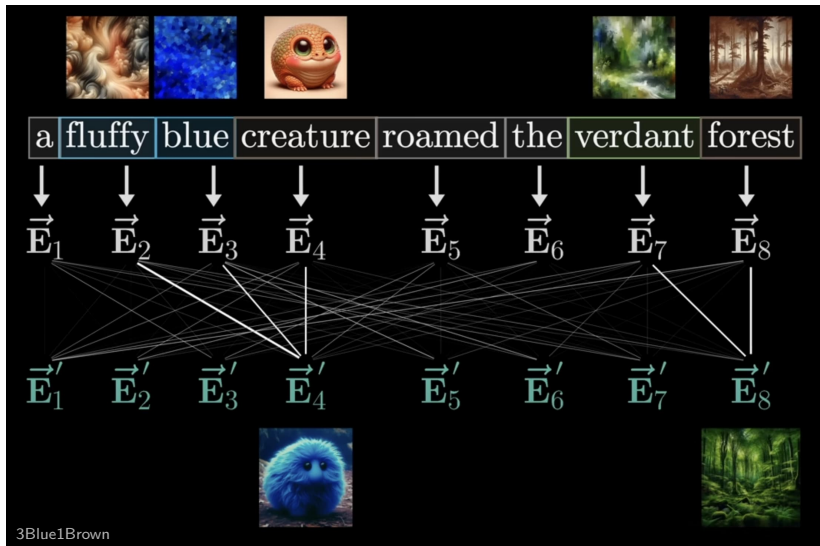 a fluffy blue creature roamed the verdant forest
E⃗₁ E⃗₂ E⃗₃ E⃗₄ E⃗₅ E⃗₆ E⃗₇ E⃗₈
E⃗₁′ E⃗₂′ E⃗₃′ E⃗₄′ E⃗₅′ E⃗₆′ E⃗₇′ E⃗₈′
3Blue1Brown